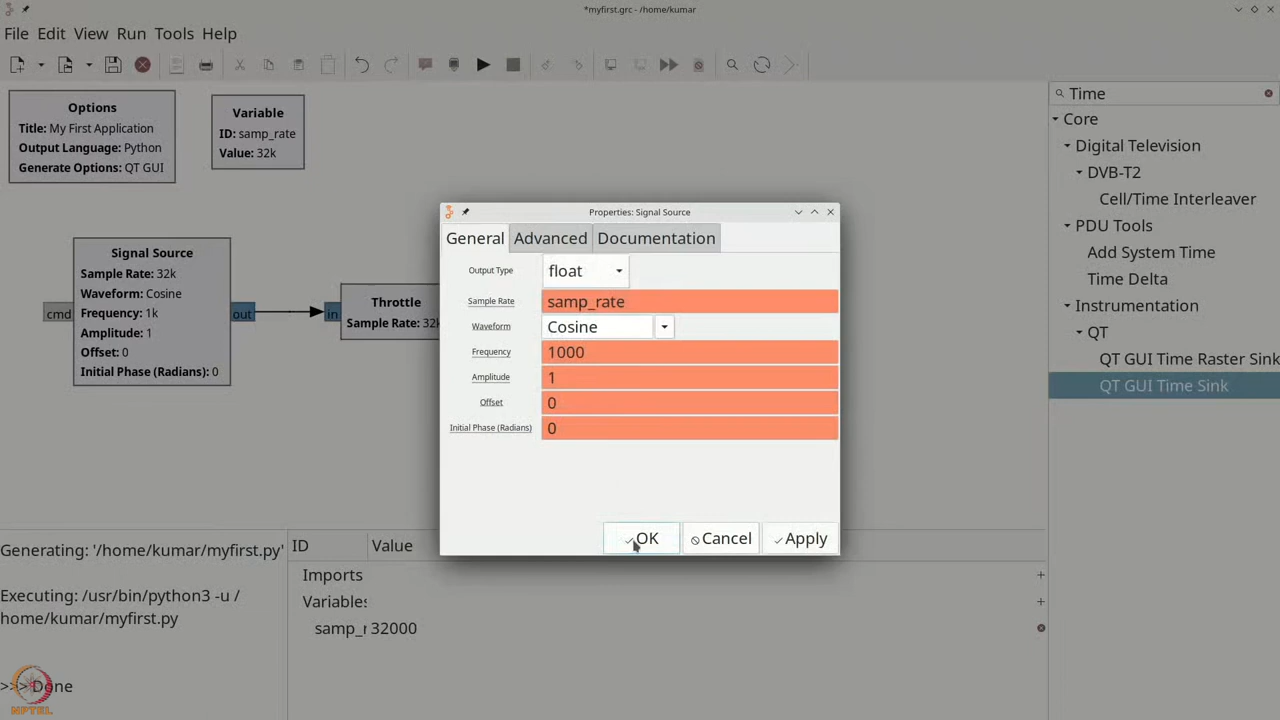 *myfirst.grc - /home/kumar
File Edit View Run Tools Help
Options
Title: My First Application
Output Language: Python
Generate Options: QT GUI
Variable
ID: samp_rate
Value: 32k
Signal Source
Sample Rate: 32k
Waveform: Cosine
Frequency: 1k
Amplitude: 1
Offset: 0
Initial Phase (Radians): 0
cmd
out
in
Throttle
Sample Rate: 32k
Properties: Signal Source
General Advanced Documentation
Output Type float
Sample Rate samp_rate
Waveform Cosine
Frequency 1000
Amplitude 1
Offset 0
Initial Phase (Radians) 0
OK Cancel Apply
Time
Core
Digital Television
DVB-T2
Cell/Time Interleaver
PDU Tools
Add System Time
Time Delta
Instrumentation
QT
QT GUI Time Raster Sink
QT GUI Time Sink
Generating: '/home/kumar/myfirst.py'
Executing: /usr/bin/python3 -u /
home/kumar/myfirst.py
>>> Done
ID Value
Imports
Variables
samp_r 32000
NPTEL